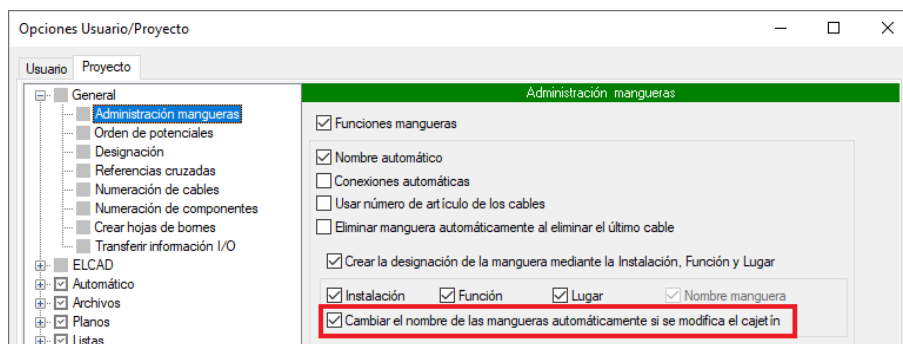 Opciones Usuario/Proyecto
Usuario Proyecto
General
Administración mangueras
Orden de potenciales
Designación
Referencias cruzadas
Numeración de cables
Numeración de componentes
Crear hojas de bornes
Transferir información I/O
ELCAD
Automático
Archivos
Planos
Listas
Administración mangueras
Funciones mangueras
Nombre automático
Conexiones automáticas
Usar número de artículo de los cables
Eliminar manguera automáticamente al eliminar el último cable
Crear la designación de la manguera mediante la Instalación, Función y Lugar
Instalación Función Lugar Nombre manguera
Cambiar el nombre de las mangueras automáticamente si se modifica el cajetín